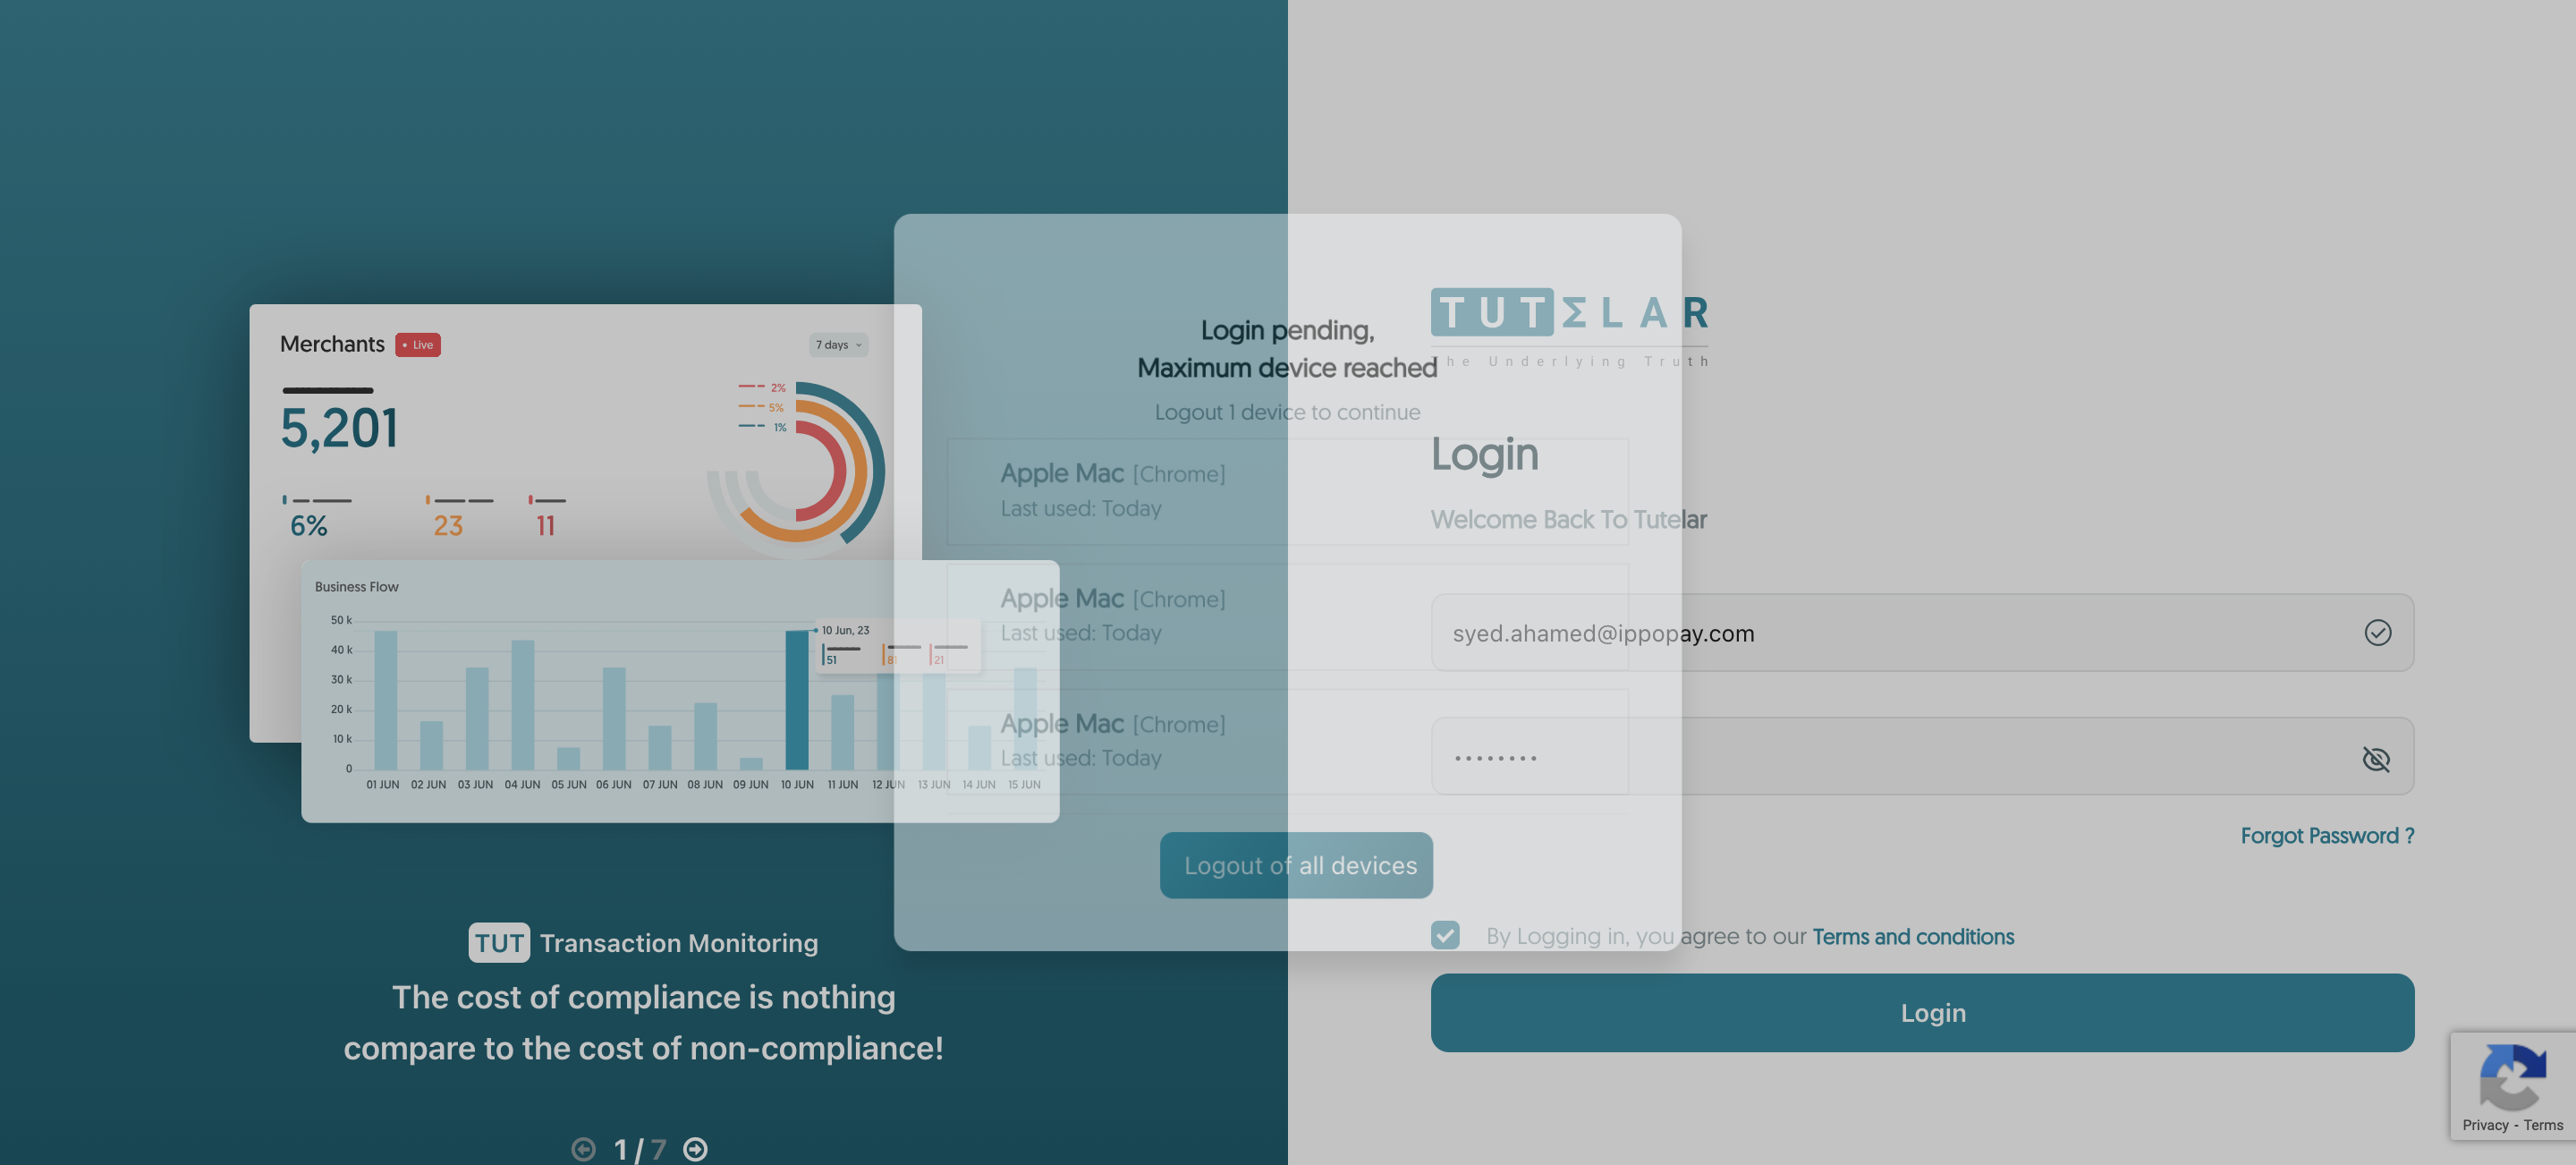 Merchants
• Live
7 days
5,201
2%
5%
1%
6%
23
11
Business Flow
50 k
40 k
30 k
20 k
10 k
0
10 Jun, 23
51
81
21
01 JUN 02 JUN 03 JUN 04 JUN 05 JUN 06 JUN 07 JUN 08 JUN 09 JUN 10 JUN 11 JUN 12 JUN 13 JUN 14 JUN 15 JUN
TUT Transaction Monitoring
The cost of compliance is nothing
compare to the cost of non-compliance!
1 / 7
Login pending,
Maximum device reached
Logout 1 device to continue
Apple Mac [Chrome]
Last used: Today
Apple Mac [Chrome]
Last used: Today
Apple Mac [Chrome]
Last used: Today
Logout of all devices
TUTΣLAR
The Underlying Truth
Login
Welcome Back To Tutelar
syed.ahamed@ippopay.com
••••••••
Forgot Password ?
By Logging in, you agree to our Terms and conditions
Login
Privacy - Terms